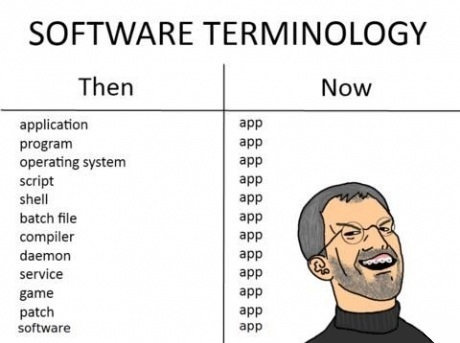 SOFTWARE TERMINOLOGY
Then Now
application app
program app
operating system app
script app
shell app
batch file app
compiler app
daemon app
service app
game app
patch app
software app